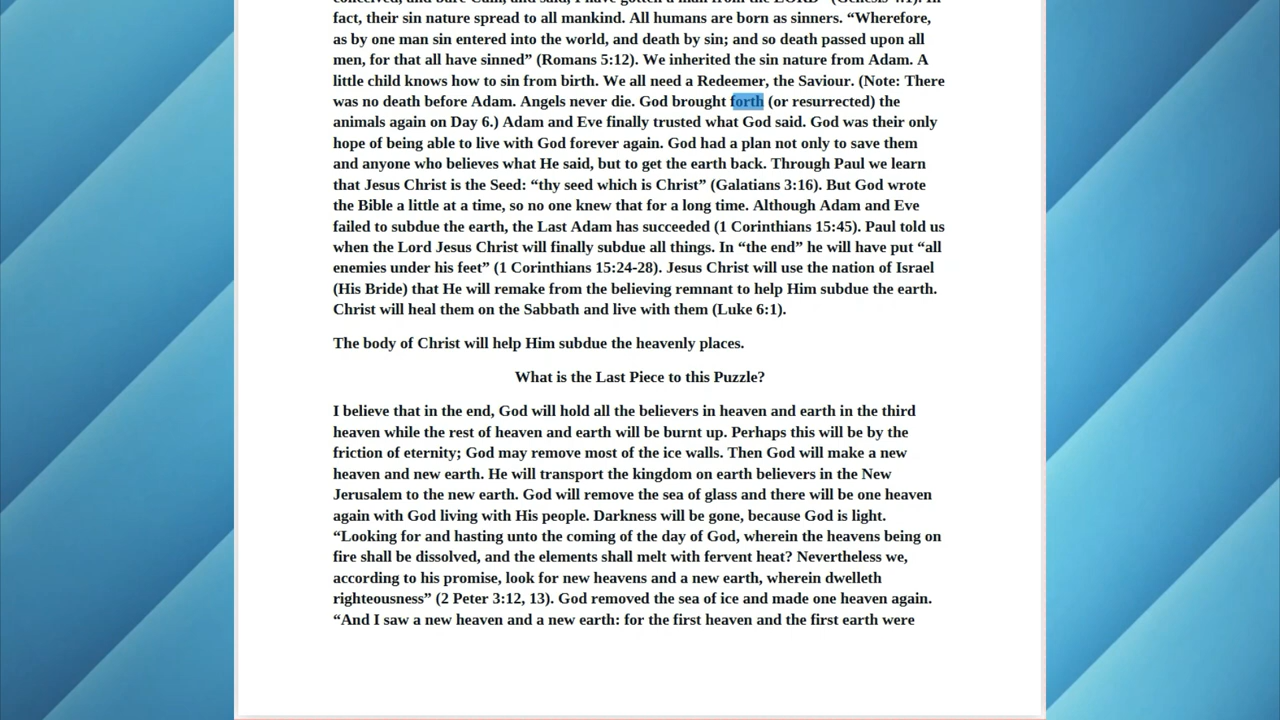 conceived, and bare Cain, and said, I have gotten a man from the LORD” (Genesis 4:1). In
fact, their sin nature spread to all mankind. All humans are born as sinners. “Wherefore,
as by one man sin entered into the world, and death by sin; and so death passed upon all
men, for that all have sinned” (Romans 5:12). We inherited the sin nature from Adam. A
little child knows how to sin from birth. We all need a Redeemer, the Saviour. (Note: There
was no death before Adam. Angels never die. God brought forth (or resurrected) the
animals again on Day 6.) Adam and Eve finally trusted what God said. God was their only
hope of being able to live with God forever again. God had a plan not only to save them
and anyone who believes what He said, but to get the earth back. Through Paul we learn
that Jesus Christ is the Seed: “thy seed which is Christ” (Galatians 3:16). But God wrote
the Bible a little at a time, so no one knew that for a long time. Although Adam and Eve
failed to subdue the earth, the Last Adam has succeeded (1 Corinthians 15:45). Paul told us
when the Lord Jesus Christ will finally subdue all things. In “the end” he will have put “all
enemies under his feet” (1 Corinthians 15:24-28). Jesus Christ will use the nation of Israel
(His Bride) that He will remake from the believing remnant to help Him subdue the earth.
Christ will heal them on the Sabbath and live with them (Luke 6:1).
The body of Christ will help Him subdue the heavenly places.
What is the Last Piece to this Puzzle?
I believe that in the end, God will hold all the believers in heaven and earth in the third
heaven while the rest of heaven and earth will be burnt up. Perhaps this will be by the
friction of eternity; God may remove most of the ice walls. Then God will make a new
heaven and new earth. He will transport the kingdom on earth believers in the New
Jerusalem to the new earth. God will remove the sea of glass and there will be one heaven
again with God living with His people. Darkness will be gone, because God is light.
“Looking for and hasting unto the coming of the day of God, wherein the heavens being on
fire shall be dissolved, and the elements shall melt with fervent heat? Nevertheless we,
according to his promise, look for new heavens and a new earth, wherein dwelleth
righteousness” (2 Peter 3:12, 13). God removed the sea of ice and made one heaven again.
“And I saw a new heaven and a new earth: for the first heaven and the first earth were